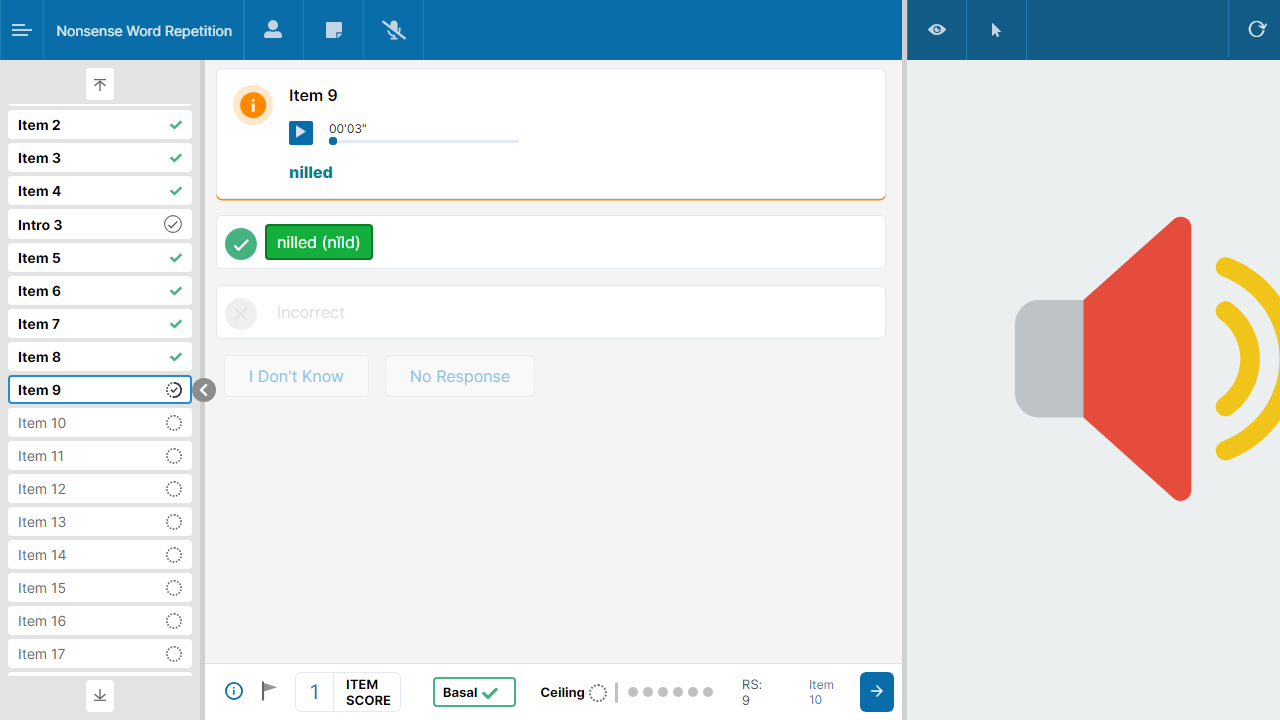 Nonsense Word Repetition
Item 2
Item 3
Item 4
Intro 3
Item 5
Item 6
Item 7
Item 8
Item 9
Item 10
Item 11
Item 12
Item 13
Item 14
Item 15
Item 16
Item 17
Item 9
00'03"
nilled
nilled (nĭld)
Incorrect
I Don't Know
No Response
1
ITEM
SCORE
Basal
Ceiling
RS:
9
Item
10